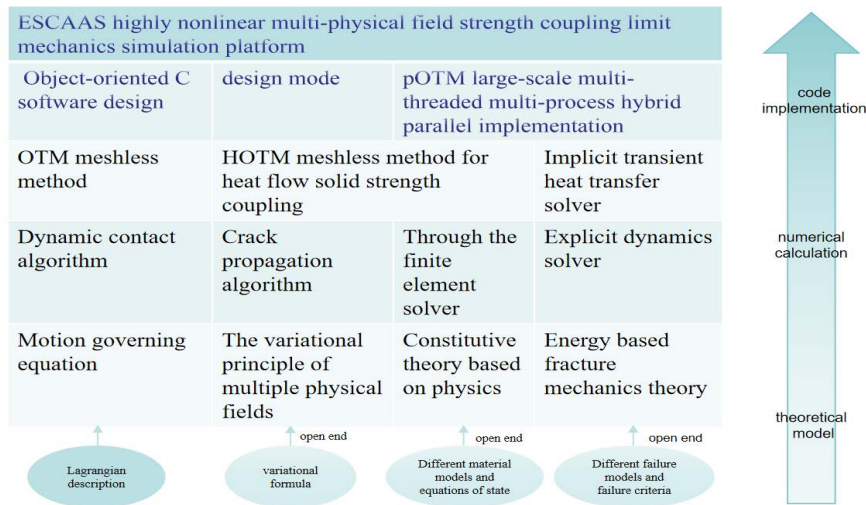 ESCAAS highly nonlinear multi-physical field strength coupling limit
mechanics simulation platform
Object-oriented C
software design
design mode
pOTM large-scale multi-
threaded multi-process hybrid
parallel implementation
OTM meshless
method
HOTM meshless method for
heat flow solid strength
coupling
Implicit transient
heat transfer
solver
Dynamic contact
algorithm
Crack
propagation
algorithm
Through the
finite
element
solver
Explicit dynamics
solver
Motion governing
equation
The variational
principle of
multiple physical
fields
Constitutive
theory based
on physics
Energy based
fracture
mechanics theory
open end
open end
open end
Lagrangian
description
variational
formula
Different material
models and
equations of state
Different failure
models and
failure criteria
code
implementation
numerical
calculation
theoretical
model